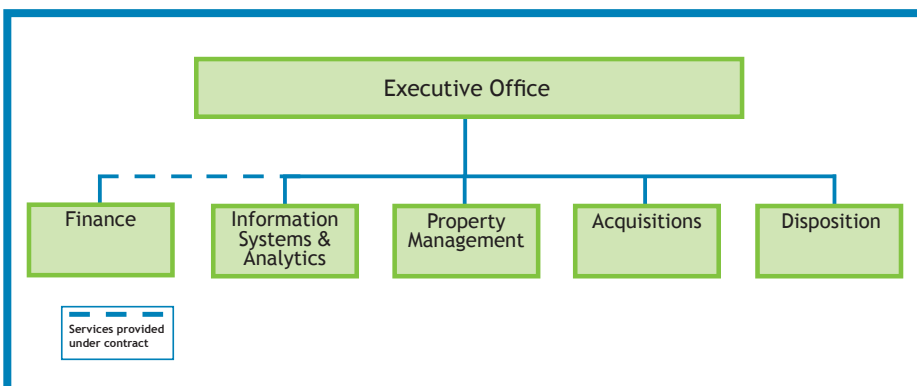 Executive Office
Finance
Information
Systems &
Analytics
Property
Management
Acquisitions
Disposition
Services provided
under contract